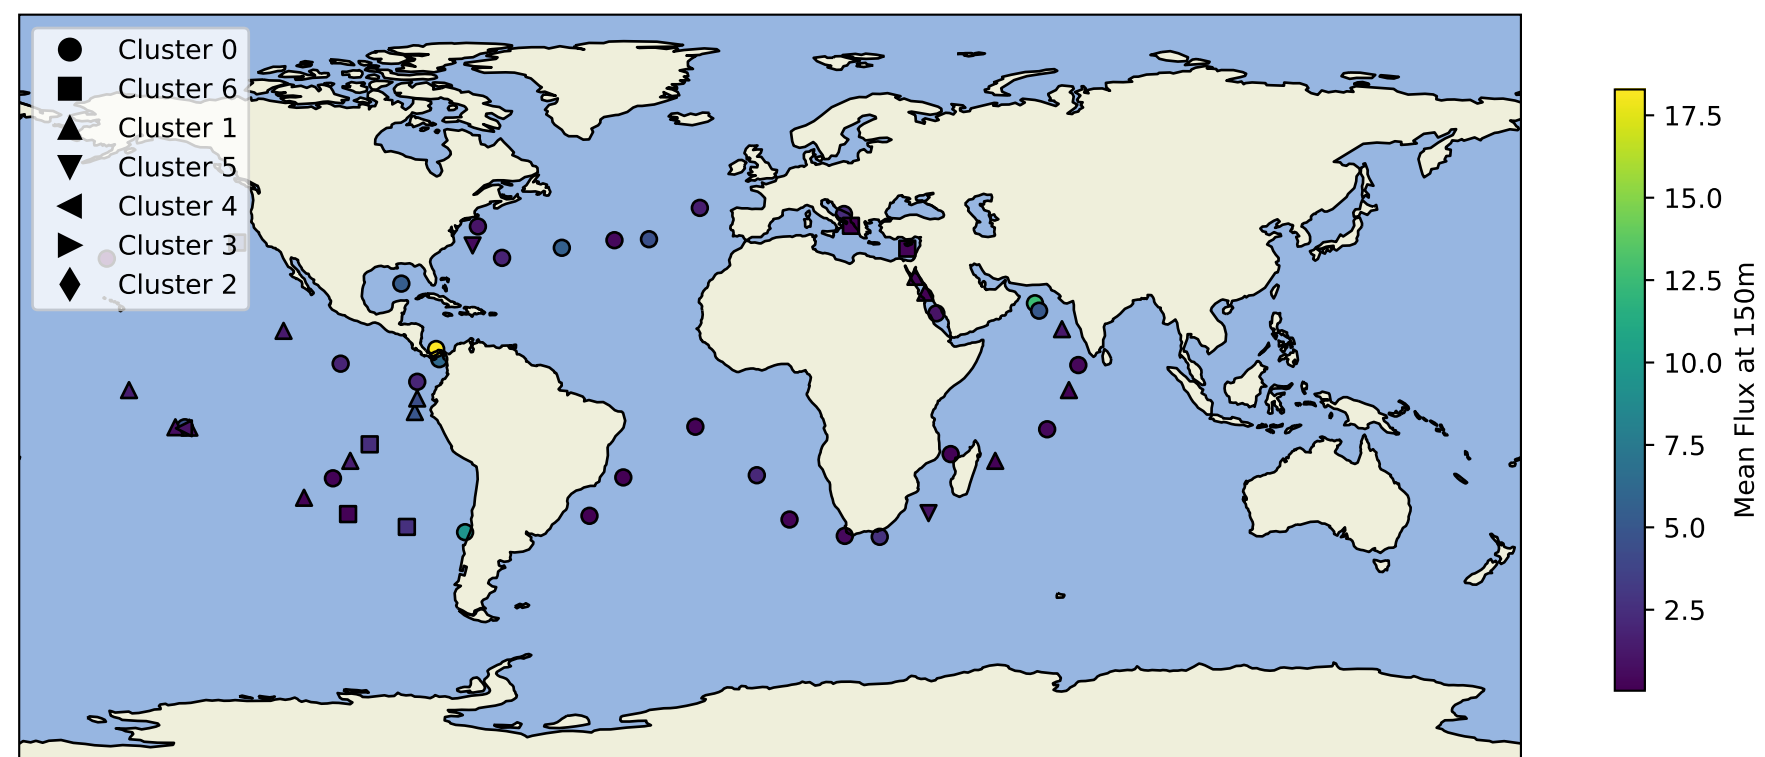 Cluster 0
Cluster 6
Cluster 1
Cluster 5
Cluster 4
Cluster 3
Cluster 2
17.5
15.0
12.5
10.0
7.5
5.0
2.5
Mean Flux at 150m